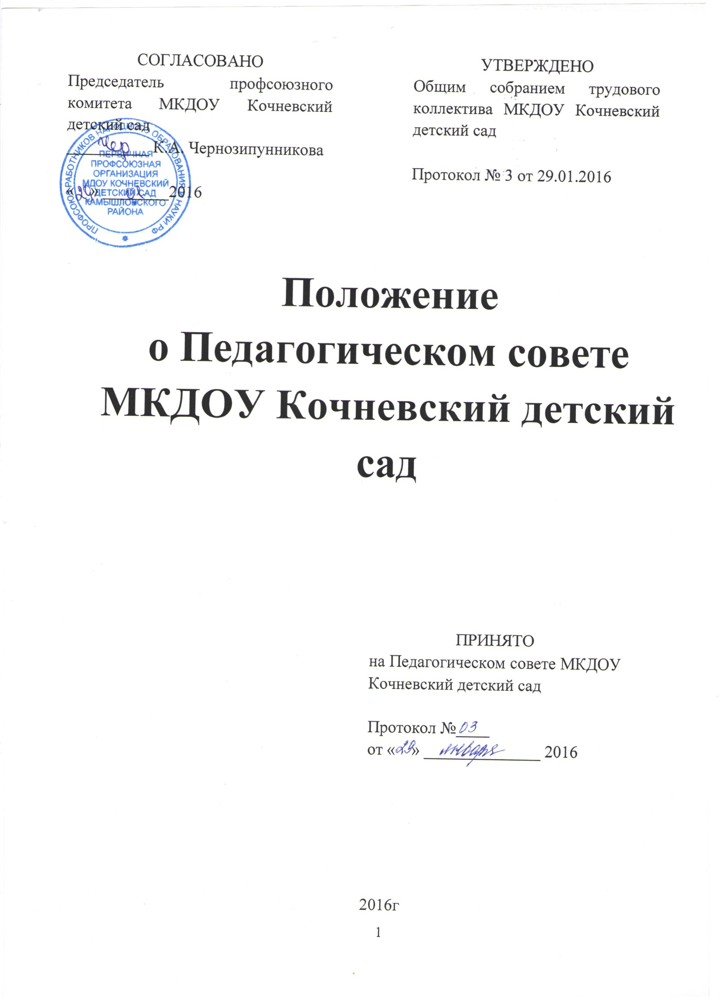 СОГЛАСОВАНО
Председатель профсоюзного
комитета МКДОУ Кочневский
детский сад
К.А. Чернозипунникова
«29» 01 2016
ПРОФСОЮЗ РАБОТНИКОВ НАРОДНОГО ОБРАЗОВАНИЯ И НАУКИ РФ
ПЕРВИЧНАЯ
ПРОФСОЮЗНАЯ
ОРГАНИЗАЦИЯ
МДОУ КОЧНЕВСКИЙ
ДЕТСКИЙ САД
КАМЫШЛОВСКОГО
РАЙОНА
УТВЕРЖДЕНО
Общим собранием трудового
коллектива МКДОУ Кочневский
детский сад
Протокол № 3 от 29.01.2016
Положение
о Педагогическом совете
МКДОУ Кочневский детский
сад
ПРИНЯТО
на Педагогическом совете МКДОУ
Кочневский детский сад
Протокол № 03
от «29» января 2016
2016г
1